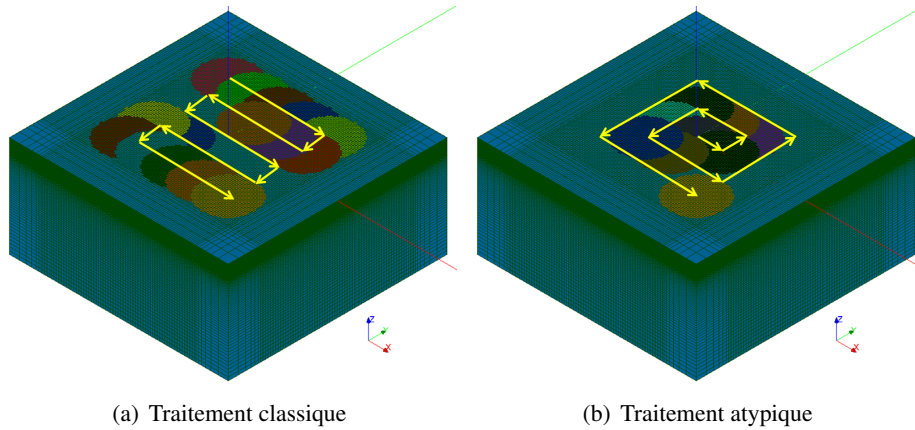 Z
Y
X
Z
Y
X
(a) Traitement classique
(b) Traitement atypique